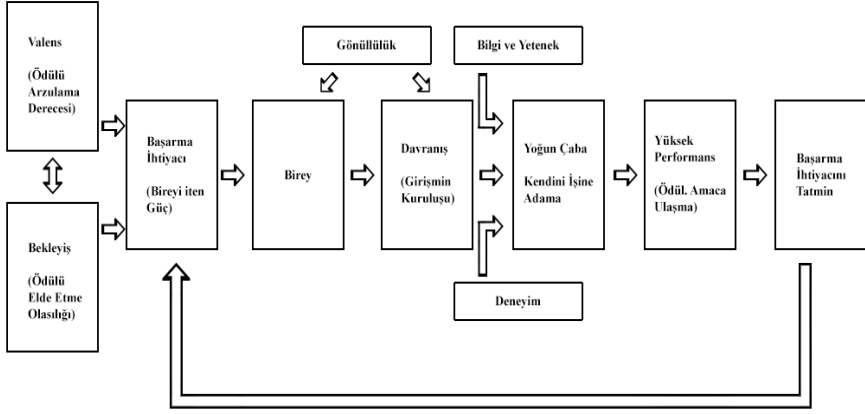 Valens
(Ödülü
Arzulama
Derecesi)
Bekleyiş
(Ödülü
Elde Etme
Olasılığı)
Başarma
İhtiyacı
(Bireyi iten
Güç)
Gönüllülük
Birey
Davranış
(Girişmin
Kuruluşu)
Bilgi ve Yetenek
Yoğun Çaba
Kendini İşine
Adama
Deneyim
Yüksek
Performans
(Ödül. Amaca
Ulaşma)
Başarma
İhtiyacını
Tatmin